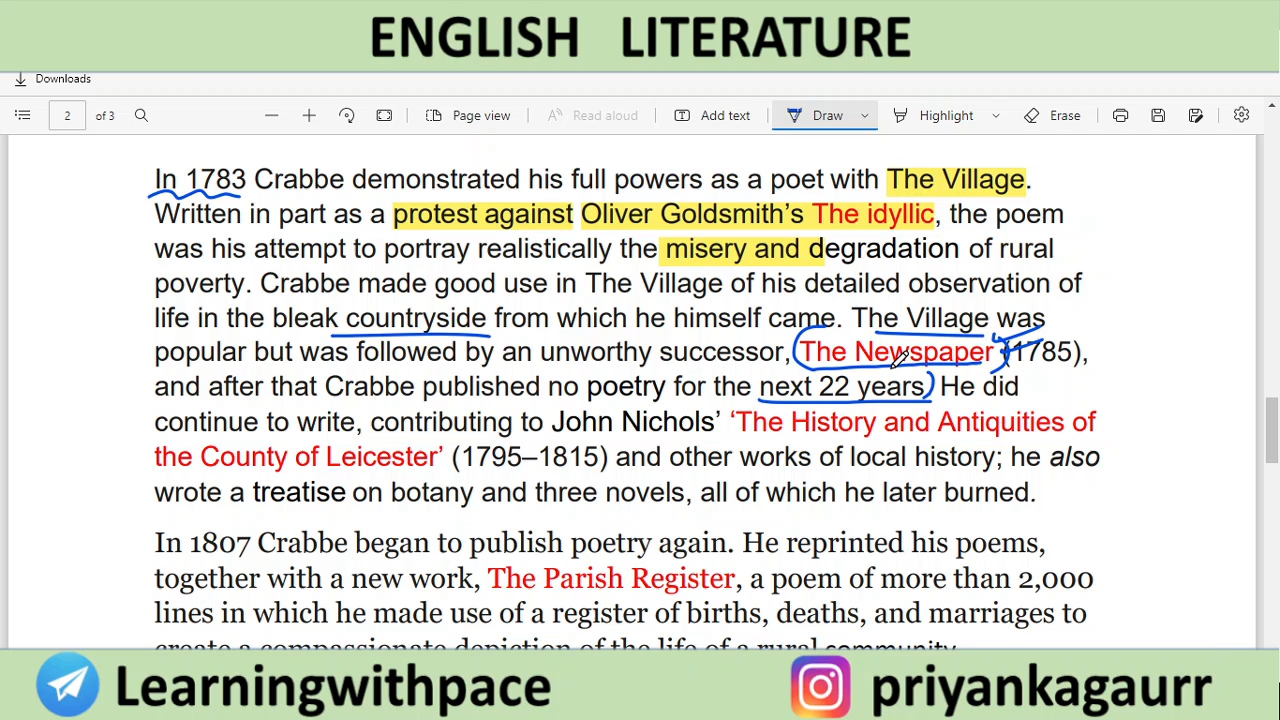 ENGLISH LITERATURE
Downloads
2 of 3 Page view Read aloud Add text Draw Highlight Erase
In 1783 Crabbe demonstrated his full powers as a poet with The Village.
Written in part as a protest against Oliver Goldsmith's The idyllic, the poem
was his attempt to portray realistically the misery and degradation of rural
poverty. Crabbe made good use in The Village of his detailed observation of
life in the bleak countryside from which he himself came. The Village was
popular but was followed by an unworthy successor, The Newspaper (1785),
and after that Crabbe published no poetry for the next 22 years. He did
continue to write, contributing to John Nichols' ‘The History and Antiquities of
the County of Leicester’ (1795–1815) and other works of local history; he also
wrote a treatise on botany and three novels, all of which he later burned.
In 1807 Crabbe began to publish poetry again. He reprinted his poems,
together with a new work, The Parish Register, a poem of more than 2,000
lines in which he made use of a register of births, deaths, and marriages to
create a compassionate depiction of the life of a rural community.
Learningwithpace priyankagaurr